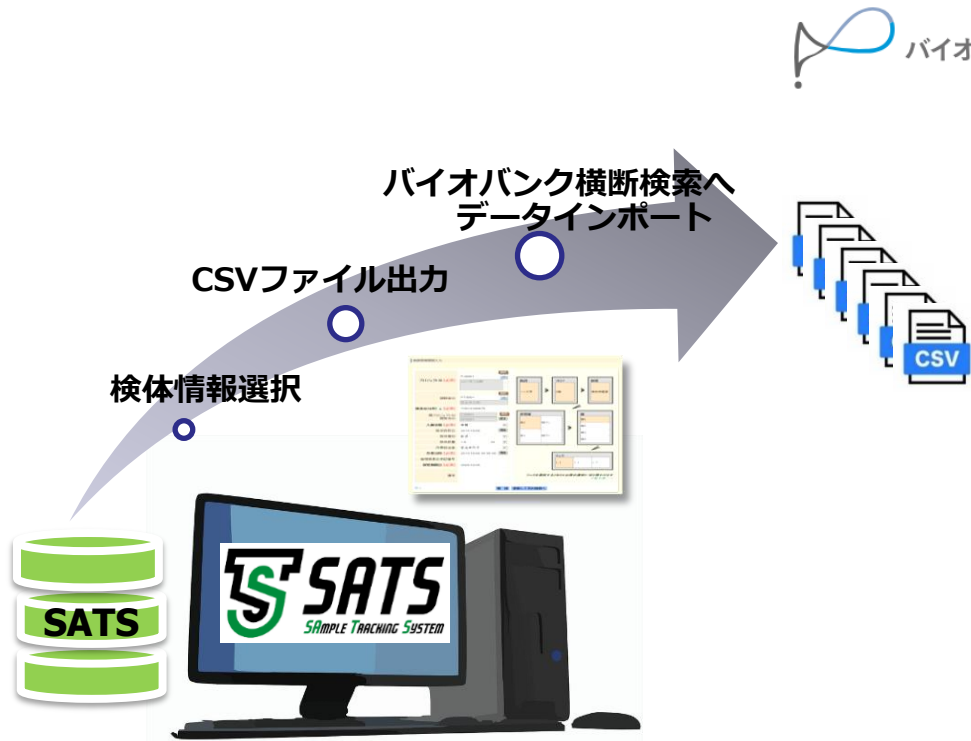 バイオ
バイオバンク横断検索へ
データインポート
CSVファイル出力
検体情報選択
CSV
SATS
SAMPLE TRACKING SYSTEM
SATS